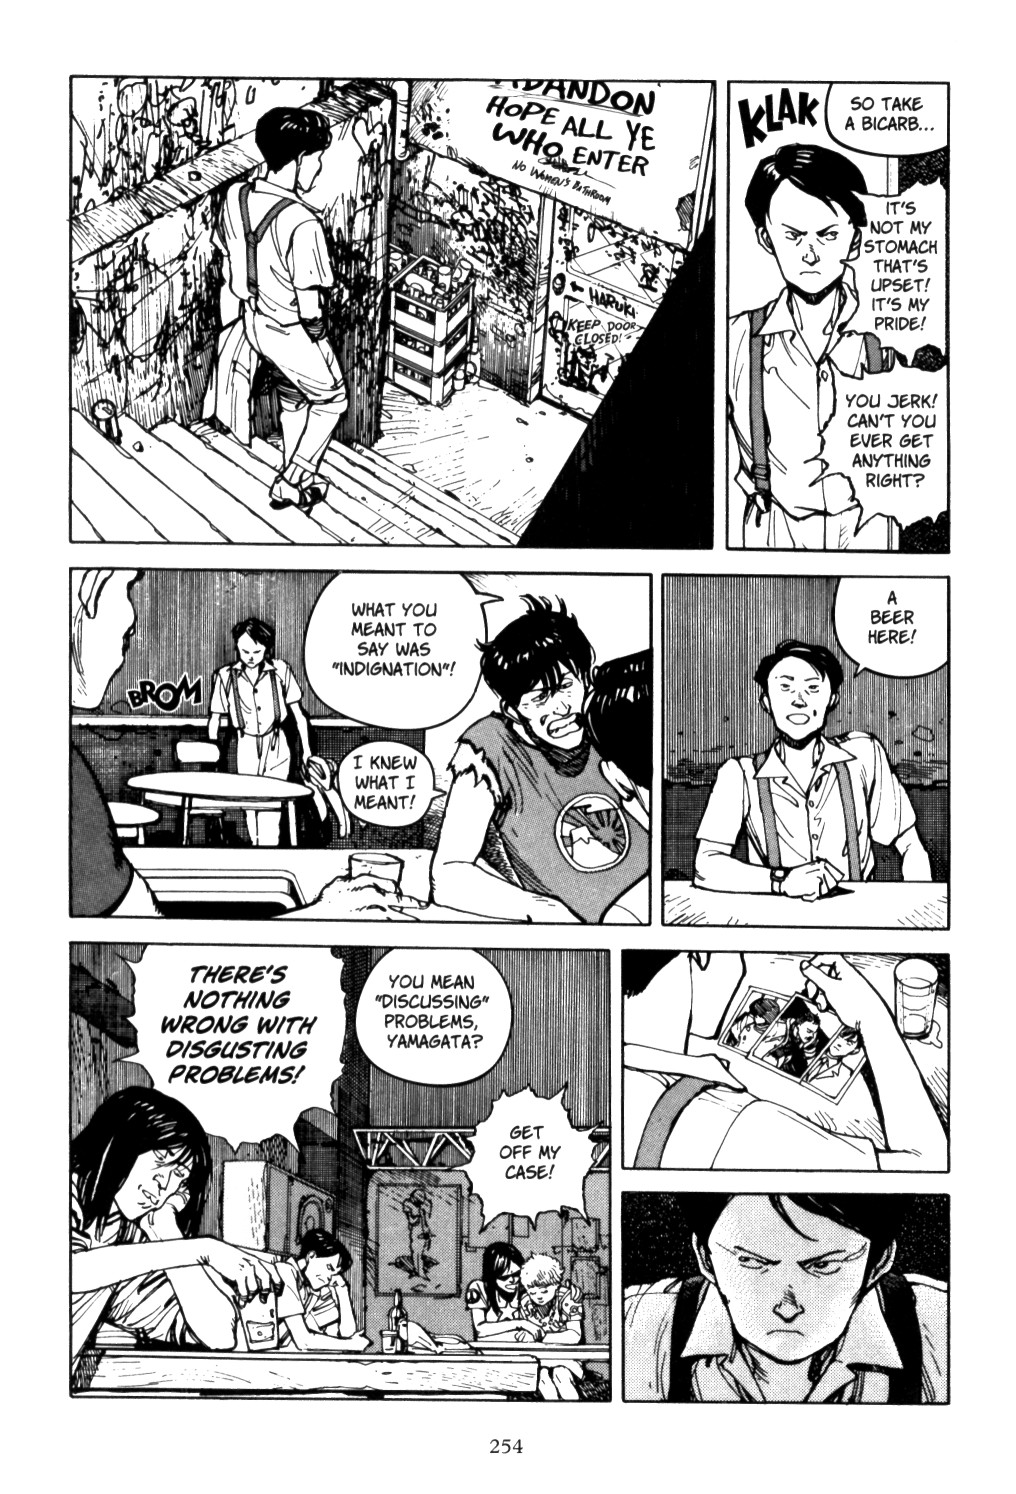 ABANDON
HOPE ALL YE
WHO ENTER
NO WOMEN'S BATHROOM
← HARUKI
KEEP DOOR
CLOSED!
KLAK
SO TAKE
A BICARB...
IT'S
NOT MY
STOMACH
THAT'S
UPSET!
IT'S MY
PRIDE!
YOU JERK!
CAN'T YOU
EVER GET
ANYTHING
RIGHT?
WHAT YOU
MEANT TO
SAY WAS
"INDIGNATION"!
BROM
I KNEW
WHAT I
MEANT!
A
BEER
HERE!
THERE'S
NOTHING
WRONG WITH
DISGUSTING
PROBLEMS!
YOU MEAN
"DISCUSSING"
PROBLEMS,
YAMAGATA?
GET
OFF MY
CASE!
254